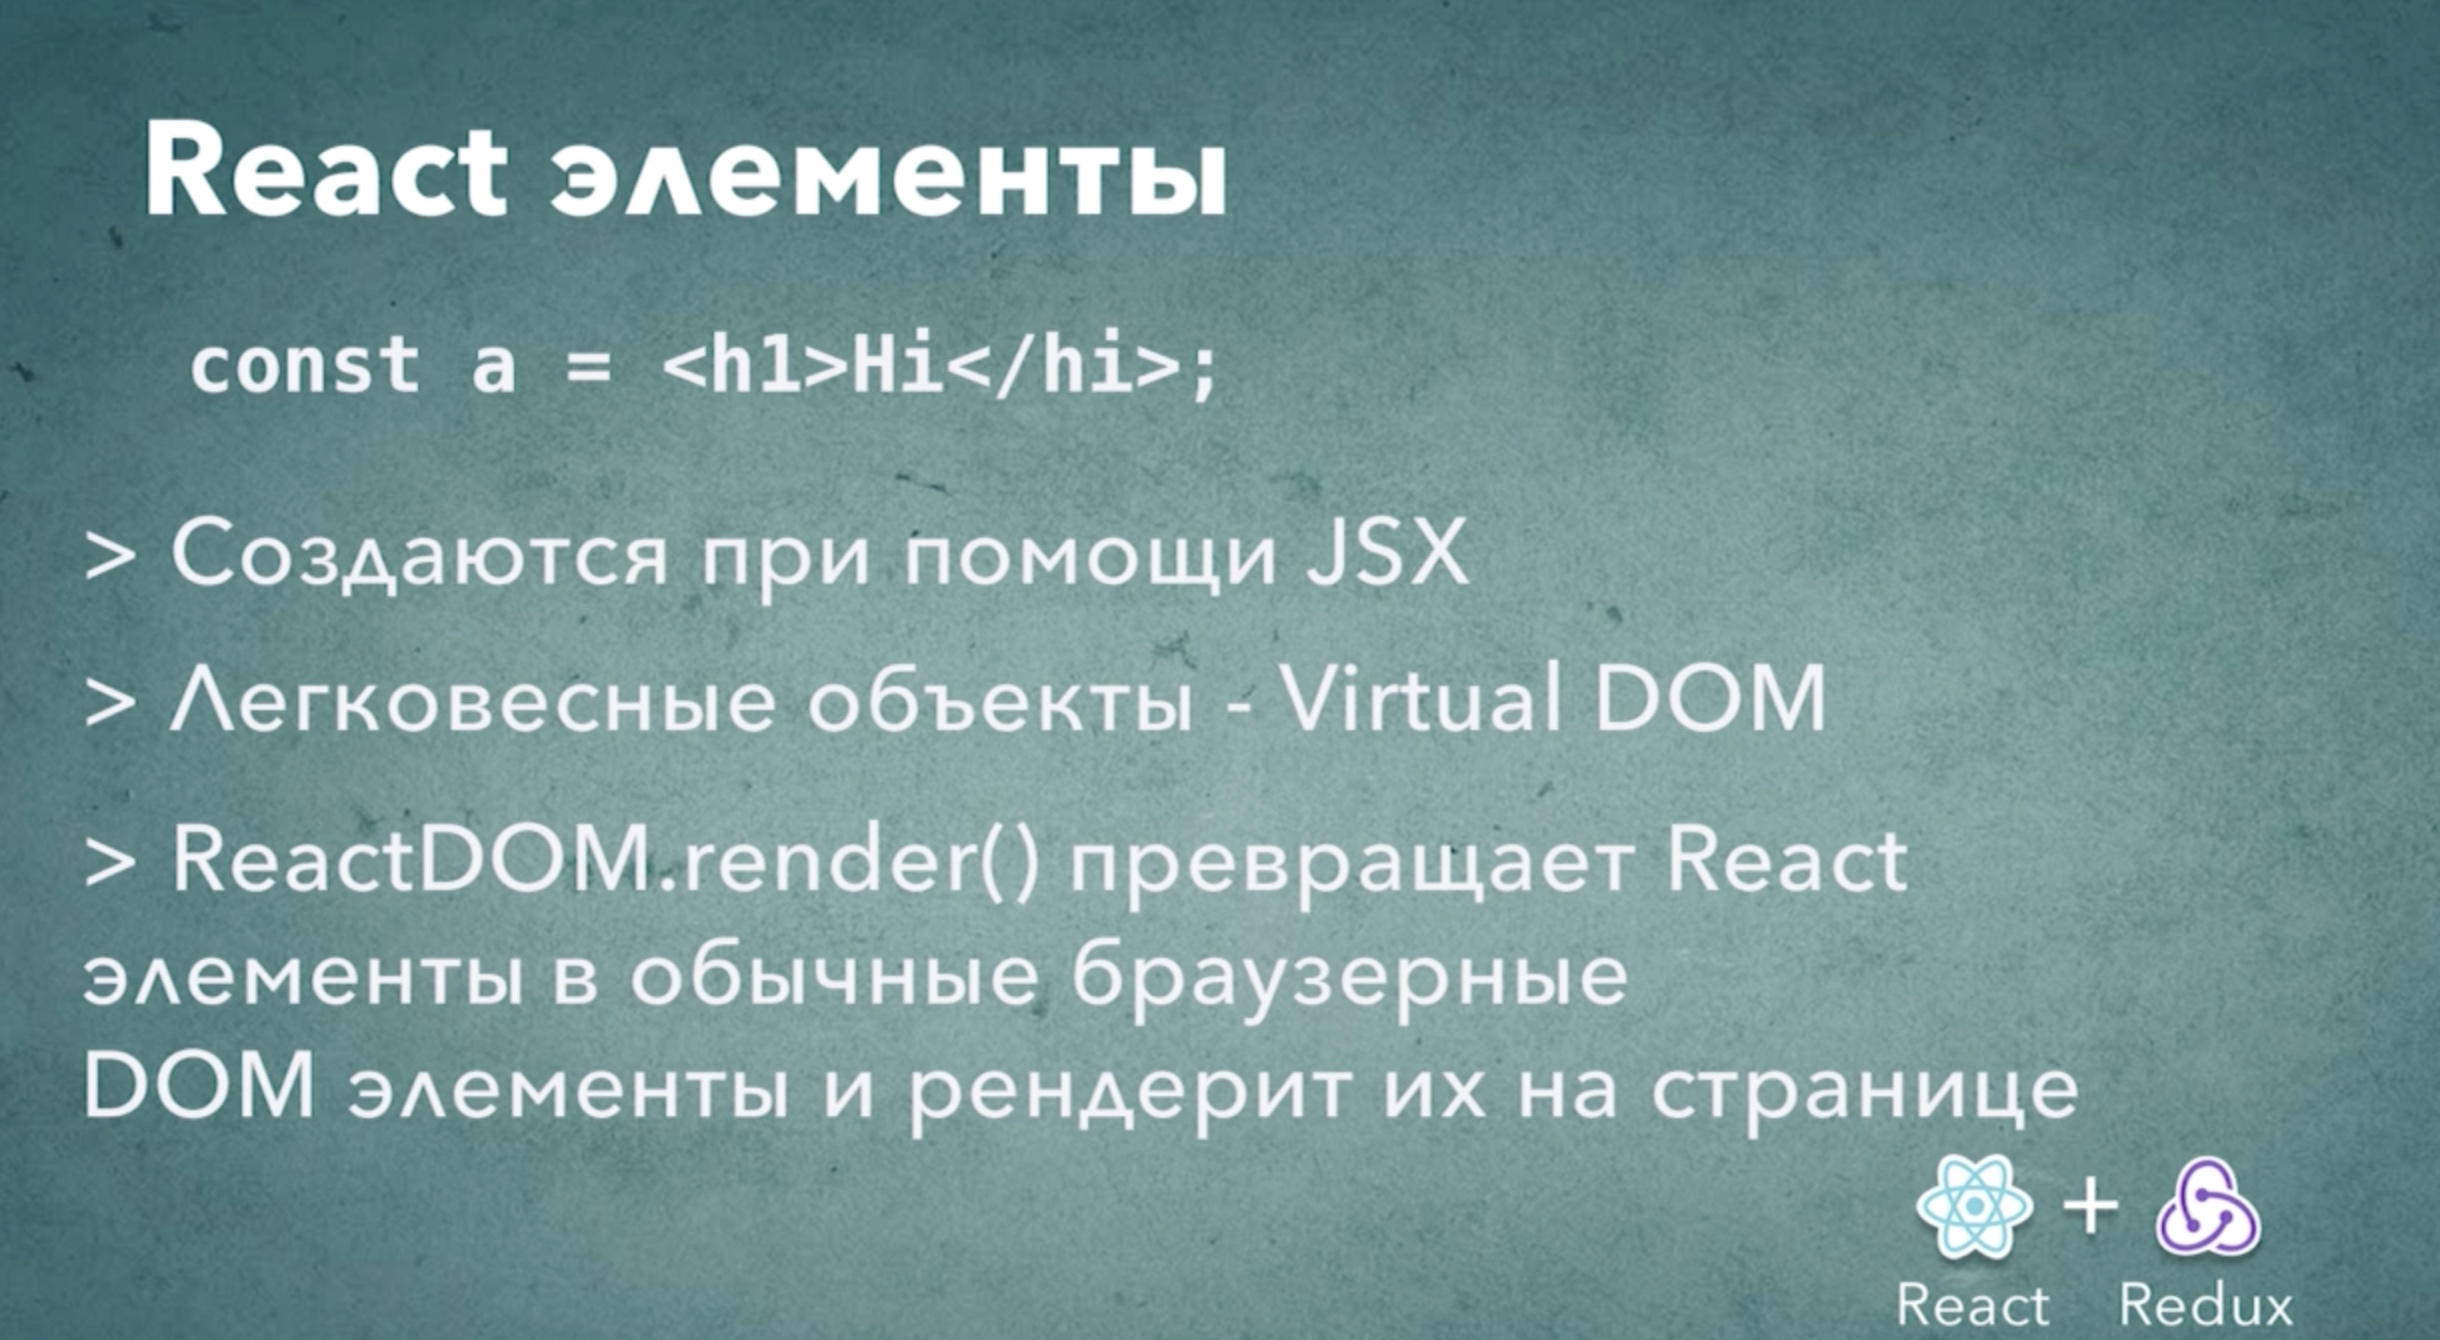 React элементы
const a = <h1>Hi</hi>;
> Создаются при помощи JSX
> Легковесные объекты - Virtual DOM
> ReactDOM.render() превращает React
элементы в обычные браузерные
DOM элементы и рендерит их на странице
+
React Redux